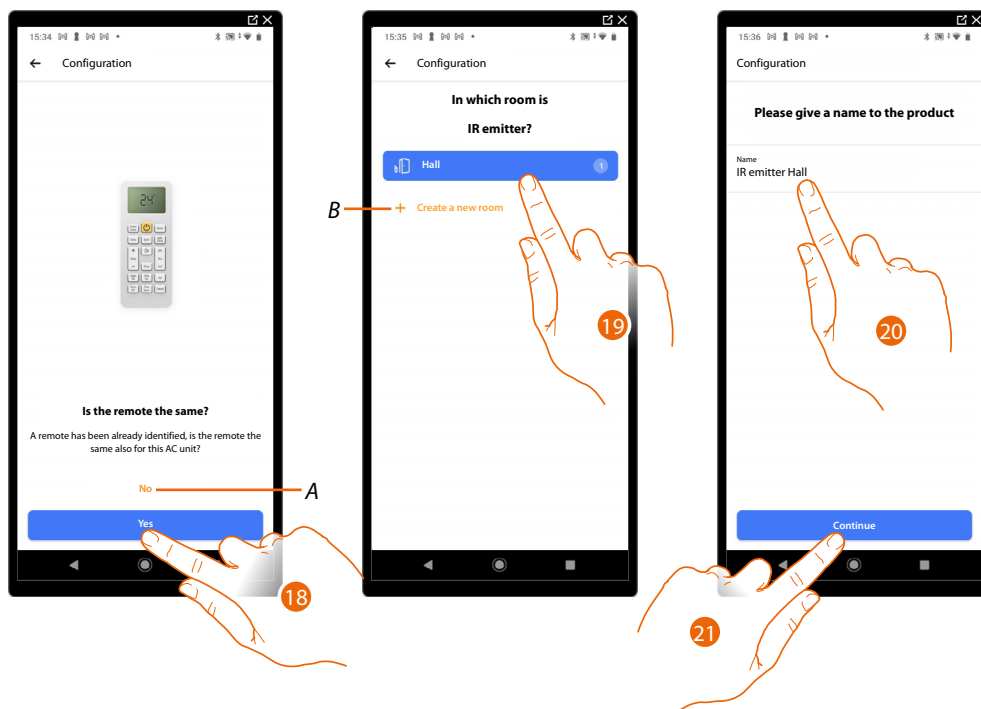 15:34
Configuration
24°
Is the remote the same?
A remote has been already identified, is the remote the
same also for this AC unit?
No
A
Yes
18
15:35
Configuration
In which room is
IR emitter?
Hall
1
B
+ Create a new room
19
15:36
Configuration
Please give a name to the product
Name
IR emitter Hall
20
Continue
21